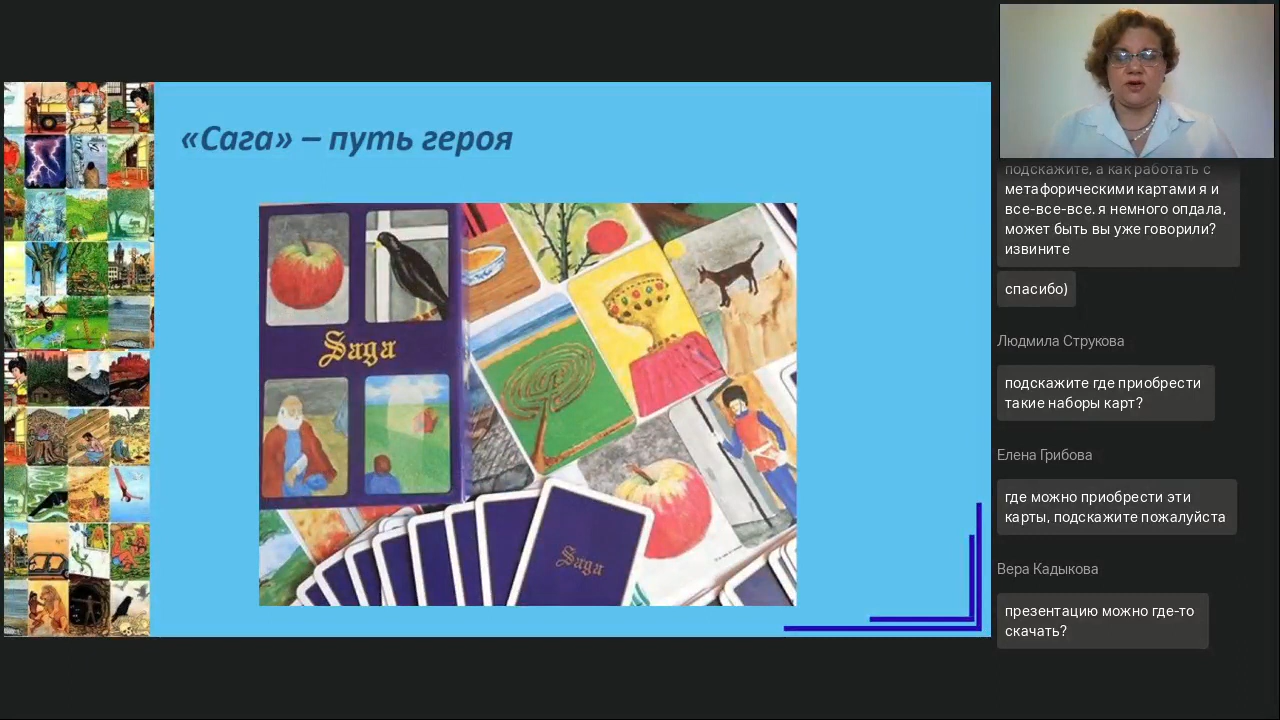 «Сага» – путь героя
Saga
Saga
подскажите, а как работать с
метафорическими картами я и
все-все-все. я немного опдала,
может быть вы уже говорили?
извините
спасибо)
Людмила Струкова
подскажите где приобрести
такие наборы карт?
Елена Грибова
где можно приобрести эти
карты, подскажите пожалуйста
Вера Кадыкова
презентацию можно где-то
скачать?